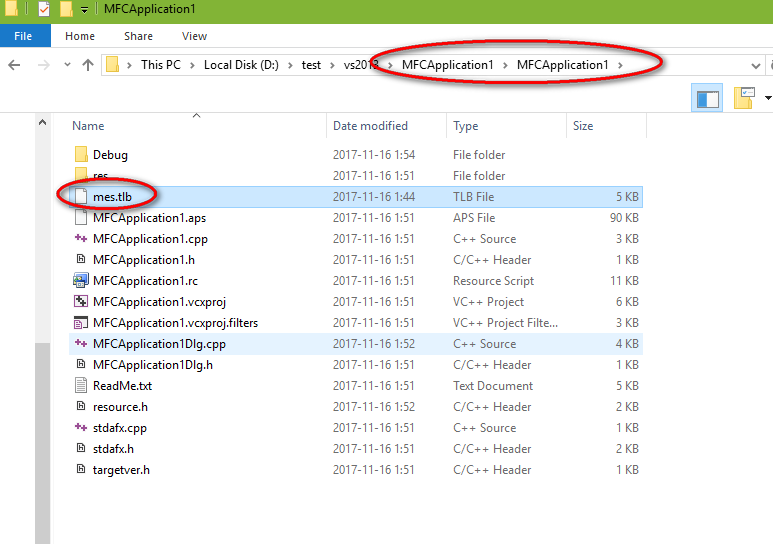 MFCApplication1
File Home Share View
This PC Local Disk (D:) test vs2013 MFCApplication1 MFCApplication1
Name Date modified Type Size
Debug 2017-11-16 1:54 File folder
res 2017-11-16 1:51 File folder
mes.tlb 2017-11-16 1:44 TLB File 5 KB
MFCApplication1.aps 2017-11-16 1:51 APS File 90 KB
MFCApplication1.cpp 2017-11-16 1:51 C++ Source 3 KB
MFCApplication1.h 2017-11-16 1:51 C/C++ Header 1 KB
MFCApplication1.rc 2017-11-16 1:51 Resource Script 11 KB
MFCApplication1.vcxproj 2017-11-16 1:51 VC++ Project 6 KB
MFCApplication1.vcxproj.filters 2017-11-16 1:51 VC++ Project Filte... 3 KB
MFCApplication1Dlg.cpp 2017-11-16 1:52 C++ Source 4 KB
MFCApplication1Dlg.h 2017-11-16 1:51 C/C++ Header 1 KB
ReadMe.txt 2017-11-16 1:51 Text Document 5 KB
resource.h 2017-11-16 1:52 C/C++ Header 2 KB
stdafx.cpp 2017-11-16 1:51 C++ Source 1 KB
stdafx.h 2017-11-16 1:51 C/C++ Header 2 KB
targetver.h 2017-11-16 1:51 C/C++ Header 1 KB